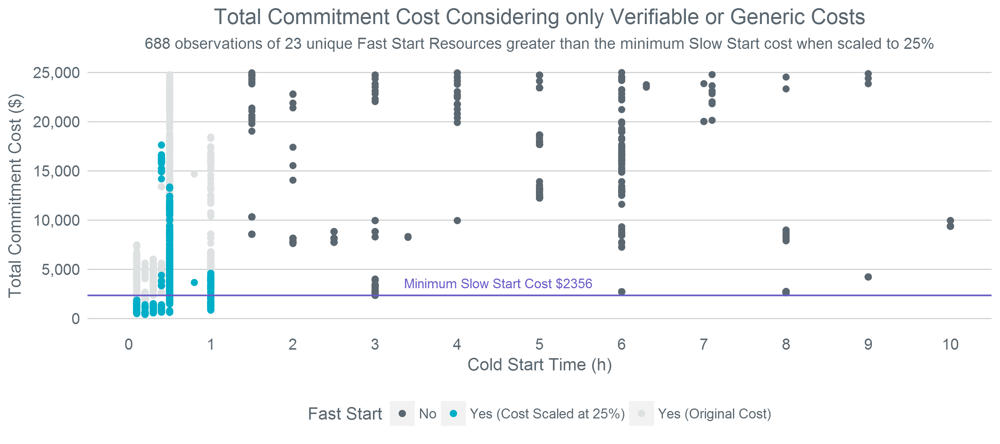 Total Commitment Cost Considering only Verifiable or Generic Costs
688 observations of 23 unique Fast Start Resources greater than the minimum Slow Start cost when scaled to 25%
Total Commitment Cost ($)
25,000
20,000
15,000
10,000
5,000
0
Minimum Slow Start Cost $2356
0 1 2 3 4 5 6 7 8 9 10
Cold Start Time (h)
Fast Start No Yes (Cost Scaled at 25%) Yes (Original Cost)